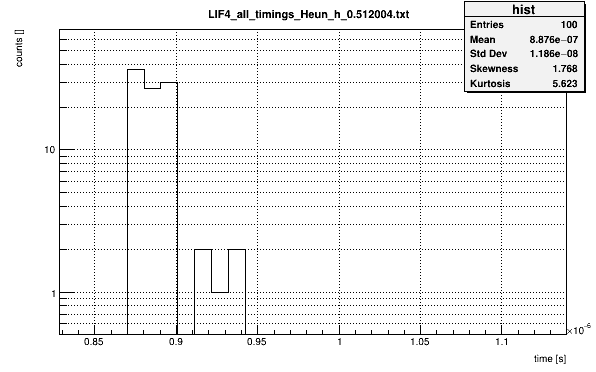 LIF4_all_timings_Heun_h_0.512004.txt
hist
Entries 100
Mean 8.876e−07
Std Dev 1.186e−08
Skewness 1.768
Kurtosis 5.623
counts []
10
1
0.85 0.9 0.95 1 1.05 1.1
×10−6
time [s]